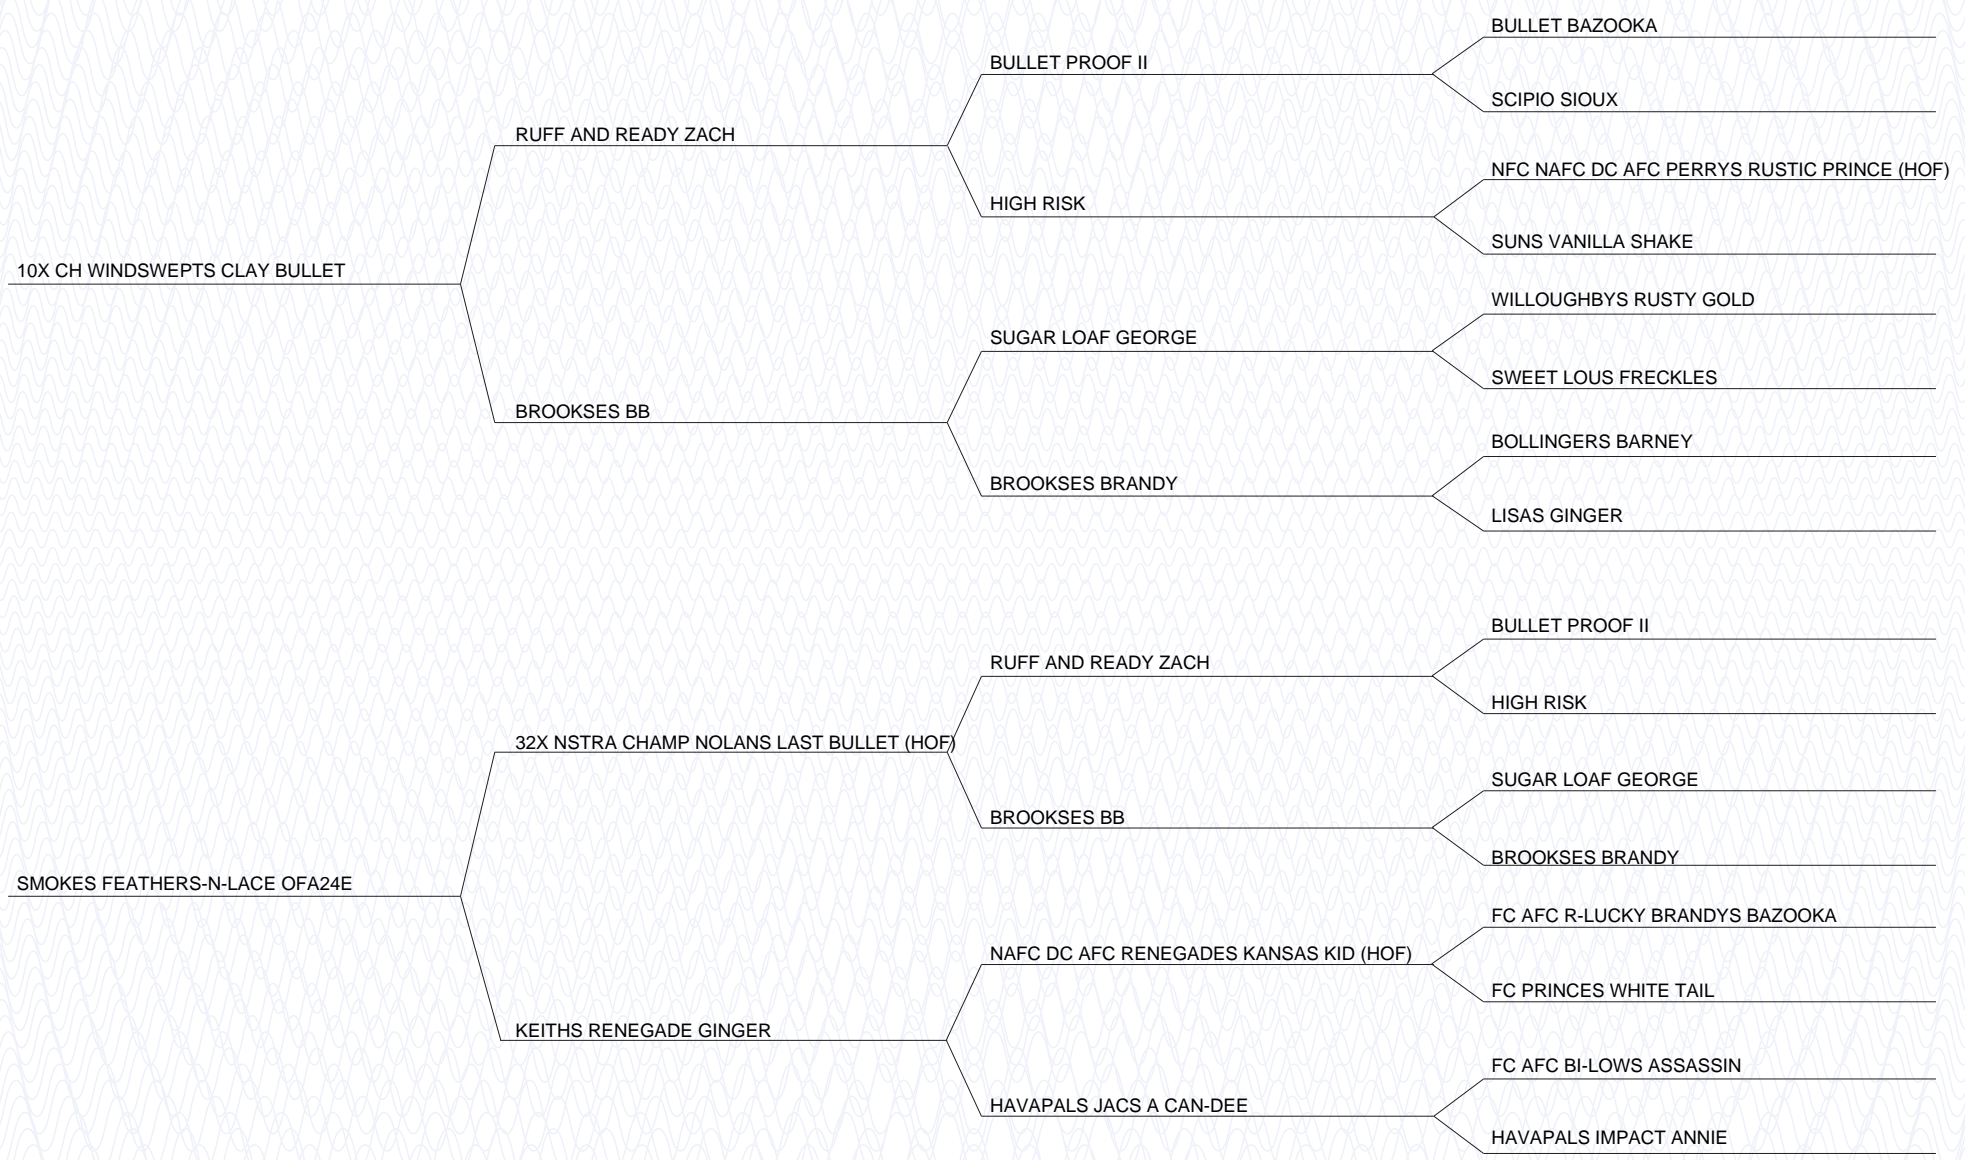 BULLET BAZOOKA
BULLET PROOF II
SCIPIO SIOUX
RUFF AND READY ZACH
NFC NAFC DC AFC PERRYS RUSTIC PRINCE (HOF)
HIGH RISK
SUNS VANILLA SHAKE
10X CH WINDSWEPTS CLAY BULLET
WILLOUGHBYS RUSTY GOLD
SUGAR LOAF GEORGE
SWEET LOUS FRECKLES
BROOKSES BB
BOLLINGERS BARNEY
BROOKSES BRANDY
LISAS GINGER
BULLET PROOF II
RUFF AND READY ZACH
HIGH RISK
32X NSTRA CHAMP NOLANS LAST BULLET (HOF)
SUGAR LOAF GEORGE
BROOKSES BB
BROOKSES BRANDY
SMOKES FEATHERS-N-LACE OFA24E
FC AFC R-LUCKY BRANDYS BAZOOKA
NAFC DC AFC RENEGADES KANSAS KID (HOF)
FC PRINCES WHITE TAIL
KEITHS RENEGADE GINGER
FC AFC BI-LOWS ASSASSIN
HAVAPALS JACS A CAN-DEE
HAVAPALS IMPACT ANNIE